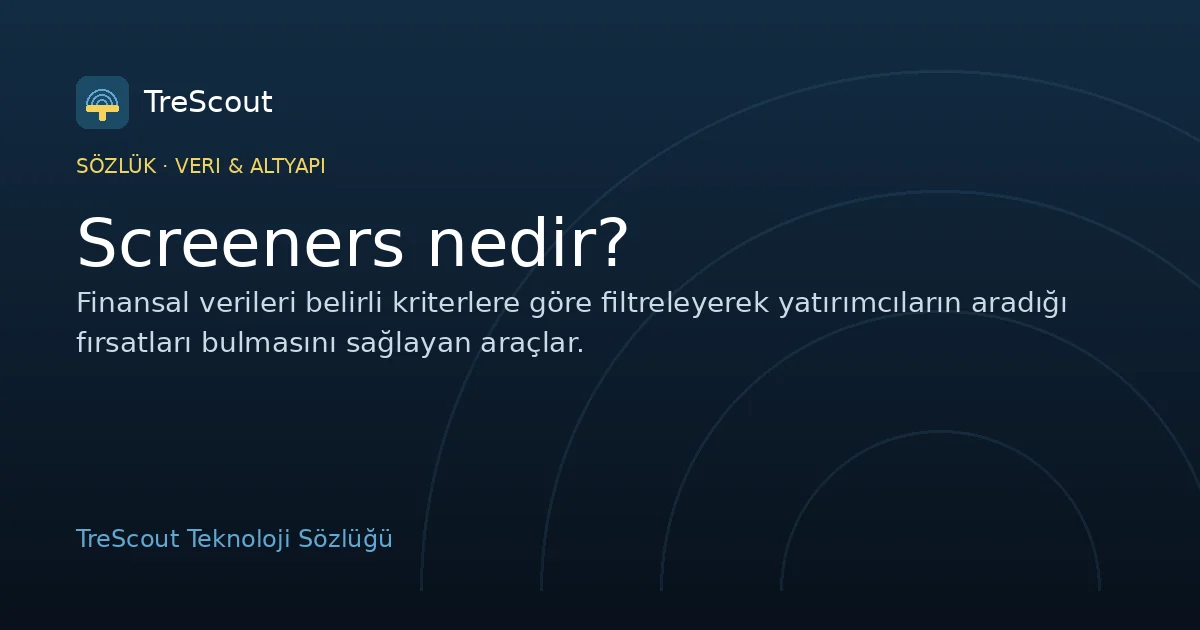 TreScout
SÖZLÜK · VERI & ALTYAPI
Screeners nedir?
Finansal verileri belirli kriterlere göre filtreleyerek yatırımcıların aradığı
fırsatları bulmasını sağlayan araçlar.
TreScout Teknoloji Sözlüğü